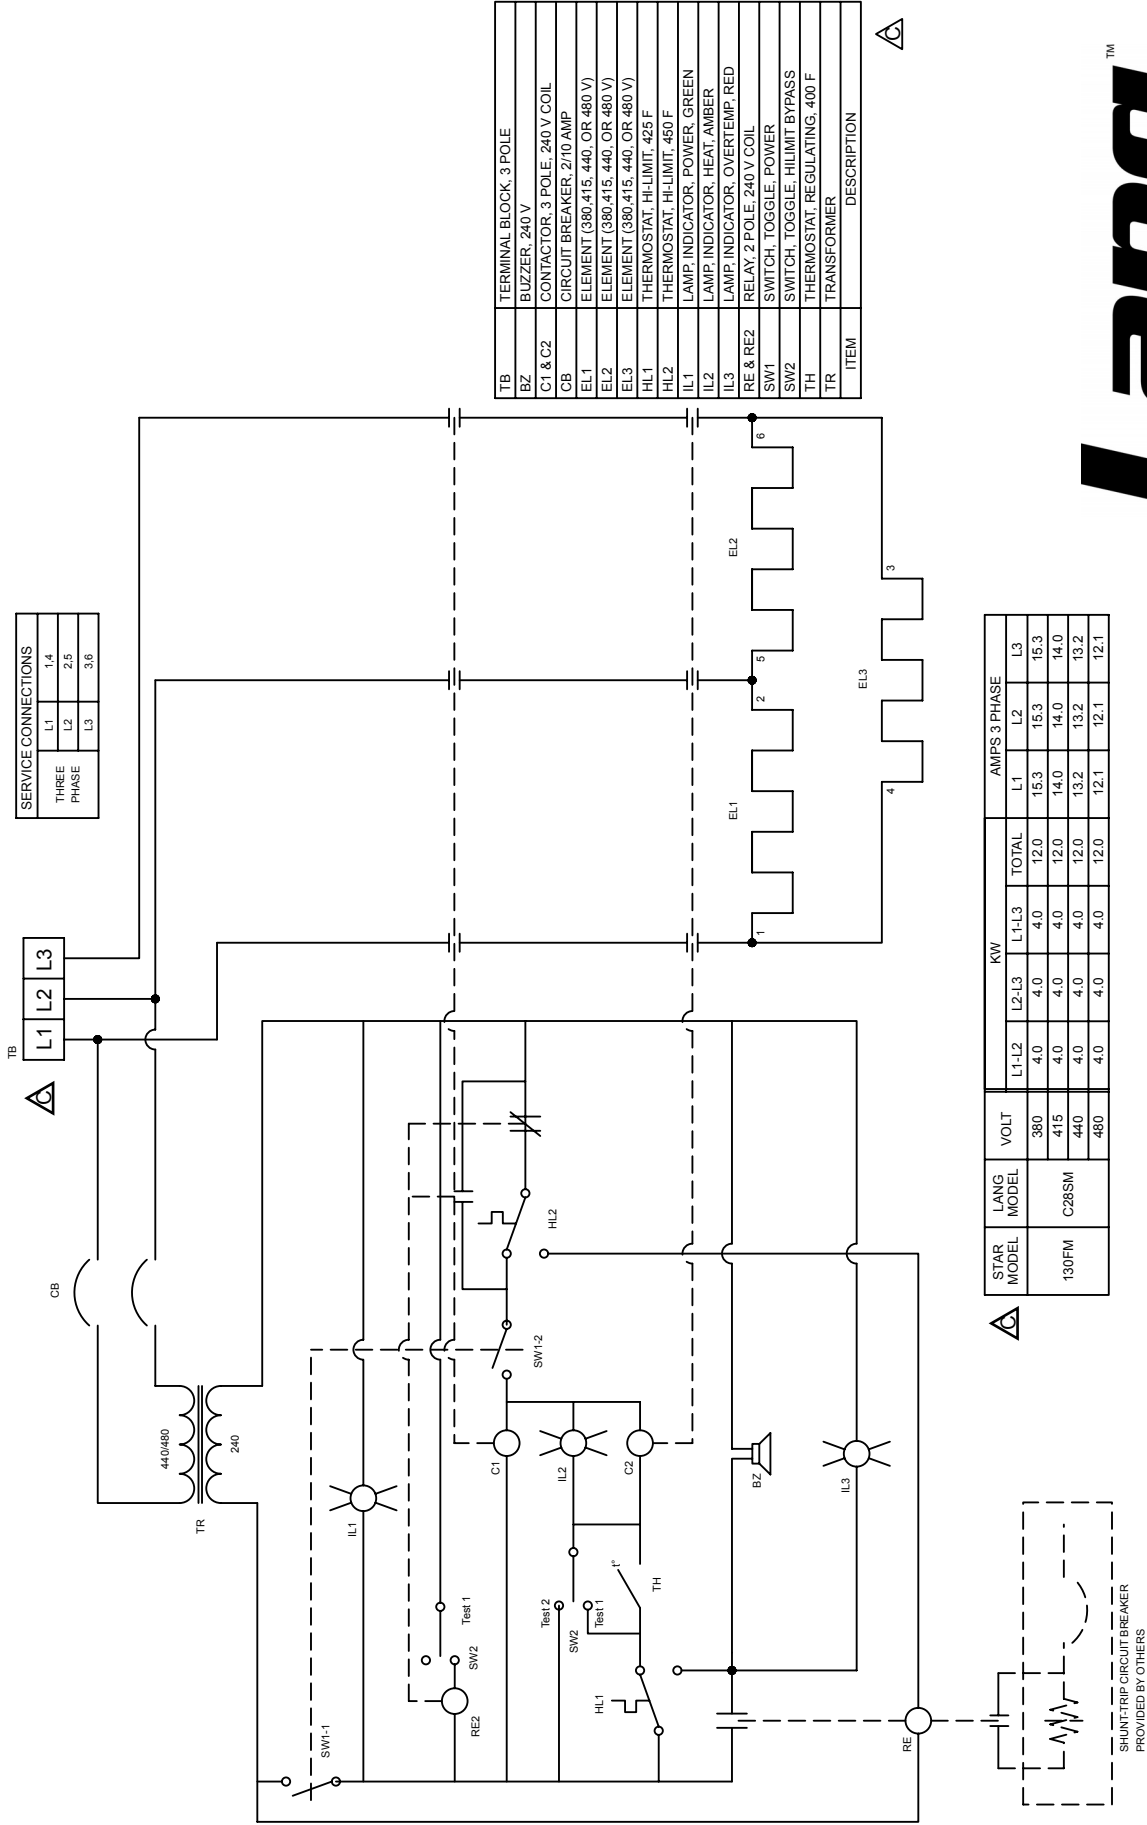 TB
L1 L2 L3
C
SERVICE CONNECTIONS
THREE PHASE
L1 1,4
L2 2,5
L3 3,6
CB
440/480
240
TR
SW1-1
IL1
Test 1
SW2
RE2
SW1-2
HL2
C1
IL2
C2
Test 2
SW2
Test 1
t°
TH
HL1
BZ
IL3
RE
SHUNT-TRIP CIRCUIT BREAKER
PROVIDED BY OTHERS
EL1
EL2
EL3
1
2
5
6
4
3
TB TERMINAL BLOCK, 3 POLE
BZ BUZZER, 240 V
C1 & C2 CONTACTOR, 3 POLE, 240 V COIL
CB CIRCUIT BREAKER, 2/10 AMP
EL1 ELEMENT (380,415, 440, OR 480 V)
EL2 ELEMENT (380,415, 440, OR 480 V)
EL3 ELEMENT (380,415, 440, OR 480 V)
HL1 THERMOSTAT, HI-LIMIT, 425 F
HL2 THERMOSTAT, HI-LIMIT, 450 F
IL1 LAMP, INDICATOR, POWER, GREEN
IL2 LAMP, INDICATOR, HEAT, AMBER
IL3 LAMP, INDICATOR, OVERTEMP, RED
RE & RE2 RELAY, 2 POLE, 240 V COIL
SW1 SWITCH, TOGGLE, POWER
SW2 SWITCH, TOGGLE, HILIMIT BYPASS
TH THERMOSTAT, REGULATING, 400 F
TR TRANSFORMER
ITEM DESCRIPTION
C
C
STAR MODEL LANG MODEL VOLT KW AMPS 3 PHASE
L1-L2 L2-L3 L1-L3 TOTAL L1 L2 L3
130FM C28SM
380 4.0 4.0 4.0 12.0 15.3 15.3 15.3
415 4.0 4.0 4.0 12.0 14.0 14.0 14.0
440 4.0 4.0 4.0 12.0 13.2 13.2 13.2
480 4.0 4.0 4.0 12.0 12.1 12.1 12.1
Lang
TM